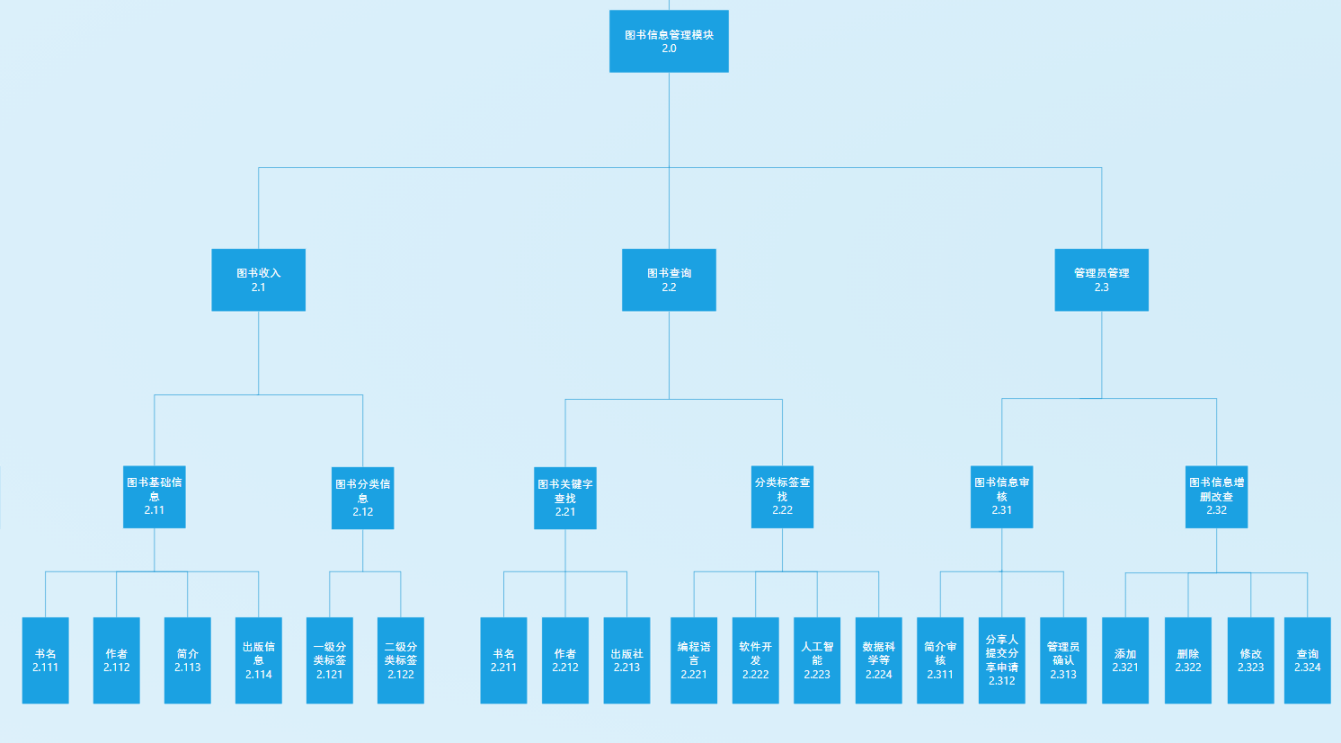 图书信息管理模块
2.0
图书收入
2.1
图书查询
2.2
管理员管理
2.3
图书基础信
息
2.11
图书分类信
息
2.12
图书关键字
查找
2.21
分类标签查
找
2.22
图书信息审
核
2.31
图书信息增
删改查
2.32
书名
2.111
作者
2.112
简介
2.113
出版信
息
2.114
一级分
类标签
2.121
二级分
类标签
2.122
书名
2.211
作者
2.212
出版社
2.213
编程语
言
2.221
软件开
发
2.222
人工智
能
2.223
数据科
学等
2.224
简介审
核
2.311
分享人
提交分
享申请
2.312
管理员
确认
2.313
添加
2.321
删除
2.322
修改
2.323
查询
2.324